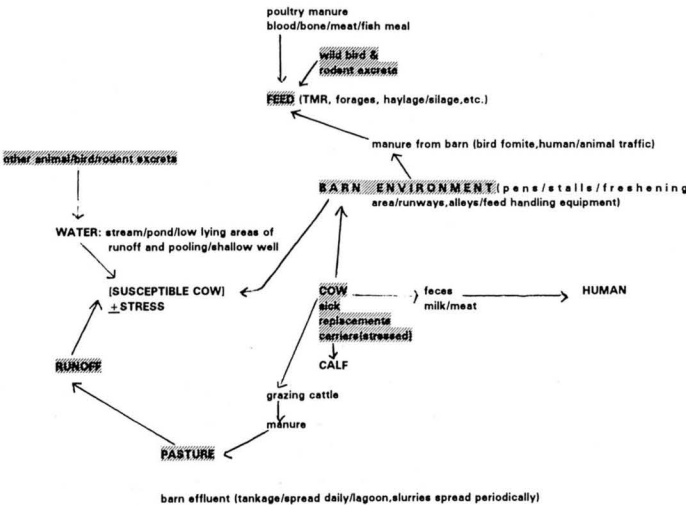 poultry manure
blood/bone/meat/fish meal
wild bird &
rodent excreta
FEED (TMR, forages, haylage/silage,etc.)
manure from barn (bird fomite,human/animal traffic)
other animal/bird/rodent excreta
BARN ENVIRONMENT(pens/stalls/freshening
area/runways,alleys/feed handling equipment)
WATER: stream/pond/low lying areas of
runoff and pooling/shallow well
[SUSCEPTIBLE COW]
+STRESS
COW
sick
replacements
carriers(stressed)
feces
milk/meat
HUMAN
CALF
RUNOFF
grazing cattle
manure
PASTURE
barn effluent (tankage/spread daily/lagoon,slurries spread periodically)